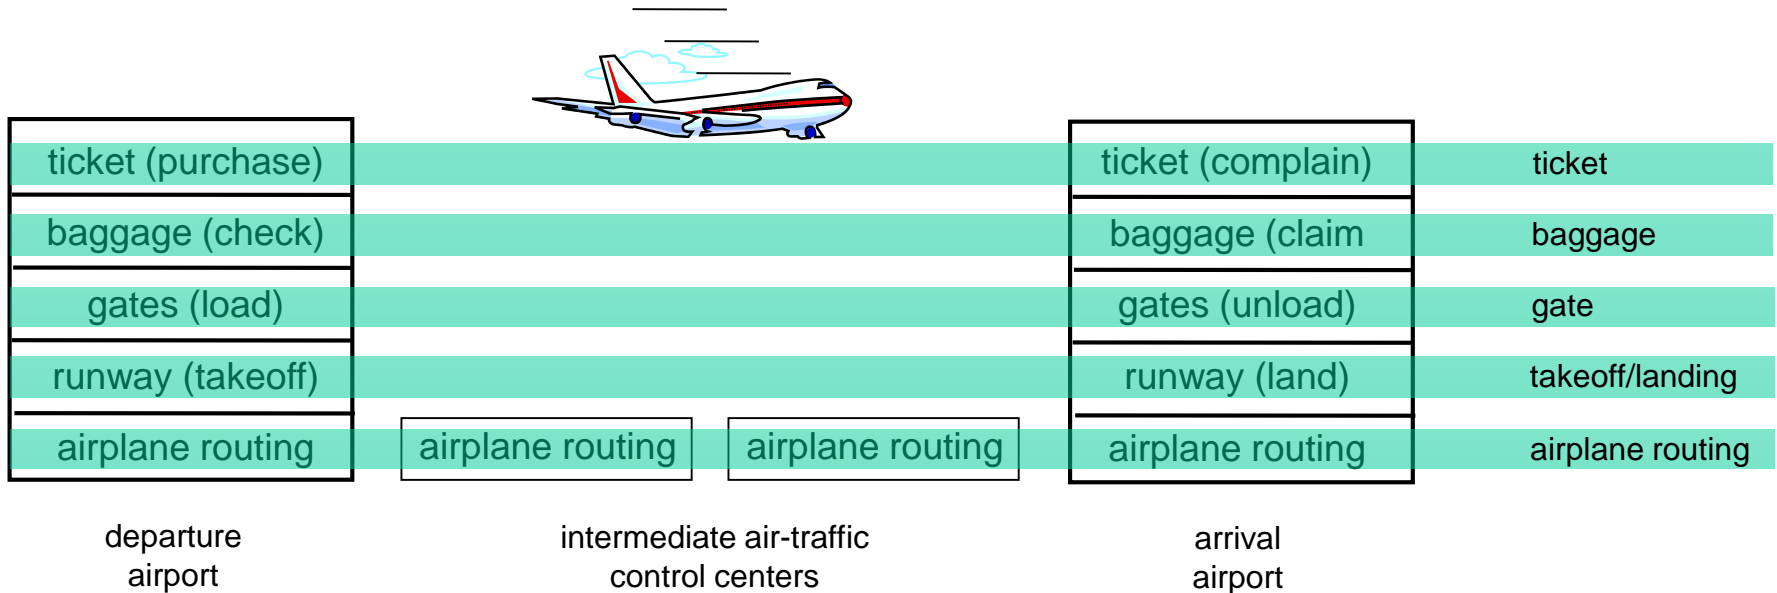 ticket (purchase)
ticket (complain)
ticket
baggage (check)
baggage (claim
baggage
gates (load)
gates (unload)
gate
runway (takeoff)
runway (land)
takeoff/landing
airplane routing
airplane routing
airplane routing
airplane routing
airplane routing
departure
airport
intermediate air-traffic
control centers
arrival
airport